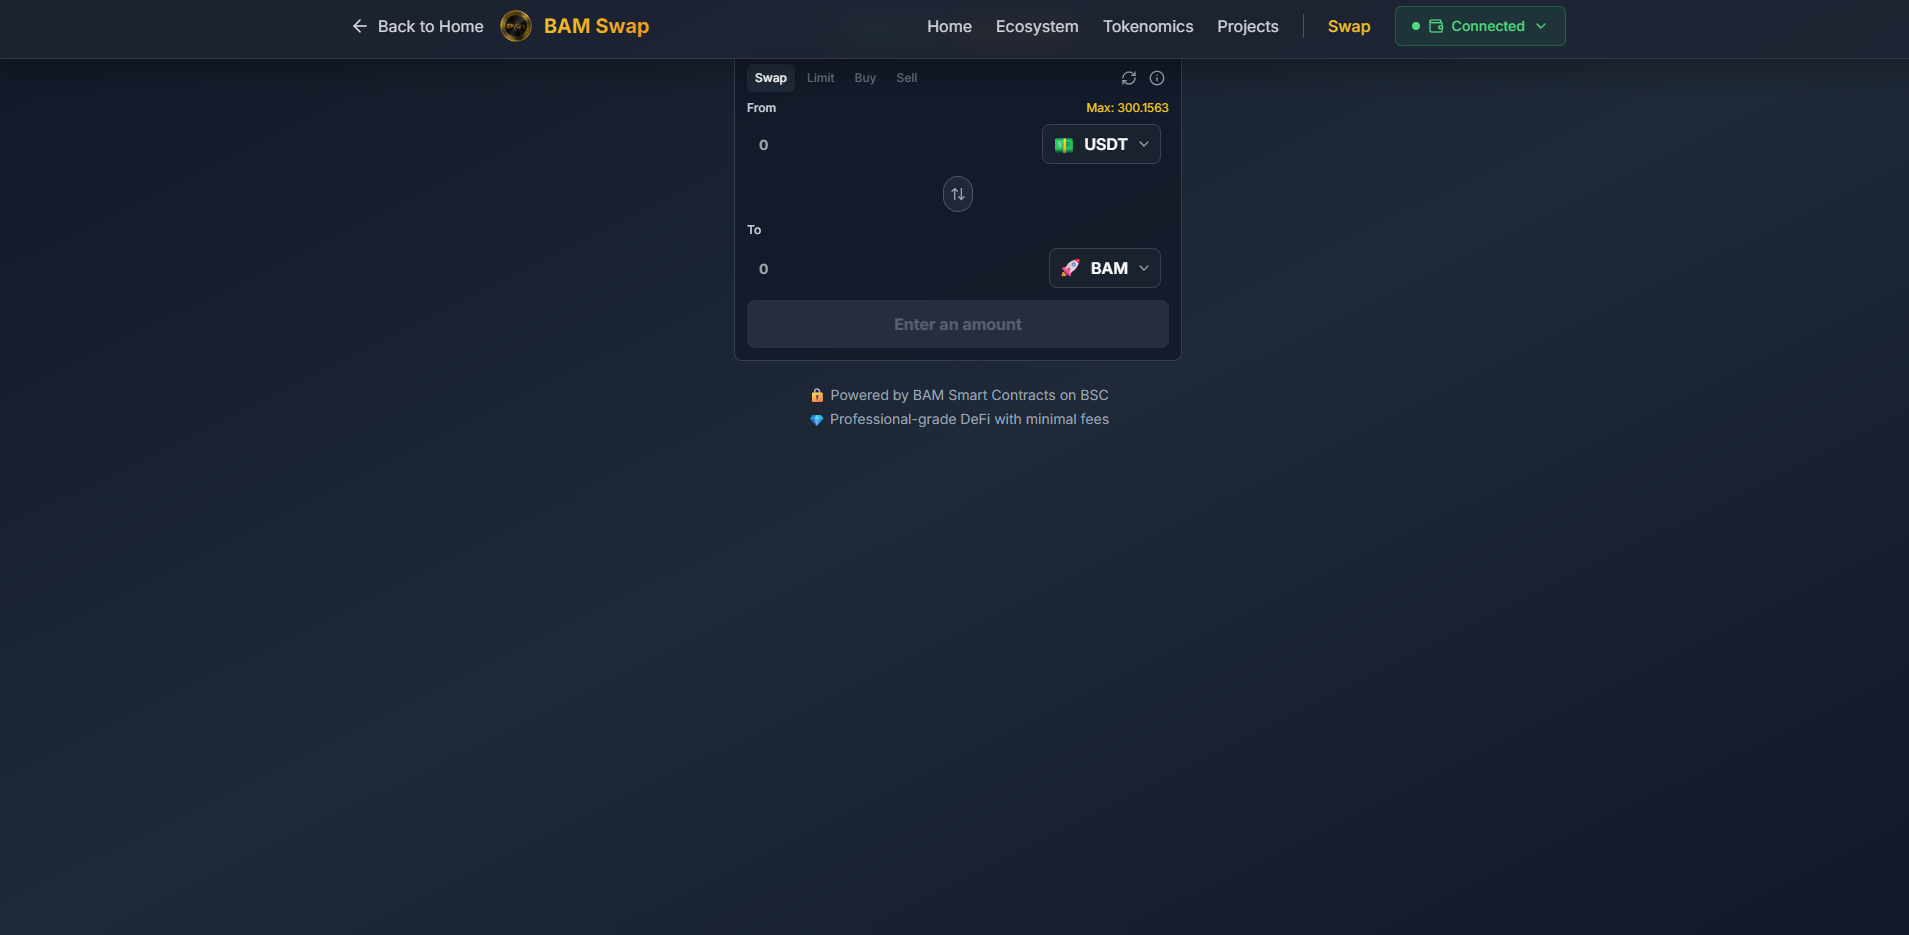 Back to Home BAM Swap Home Ecosystem Tokenomics Projects Swap Connected
Swap Limit Buy Sell
From Max: 300.1563
0 USDT
To
0 BAM
Enter an amount
Powered by BAM Smart Contracts on BSC
Professional-grade DeFi with minimal fees